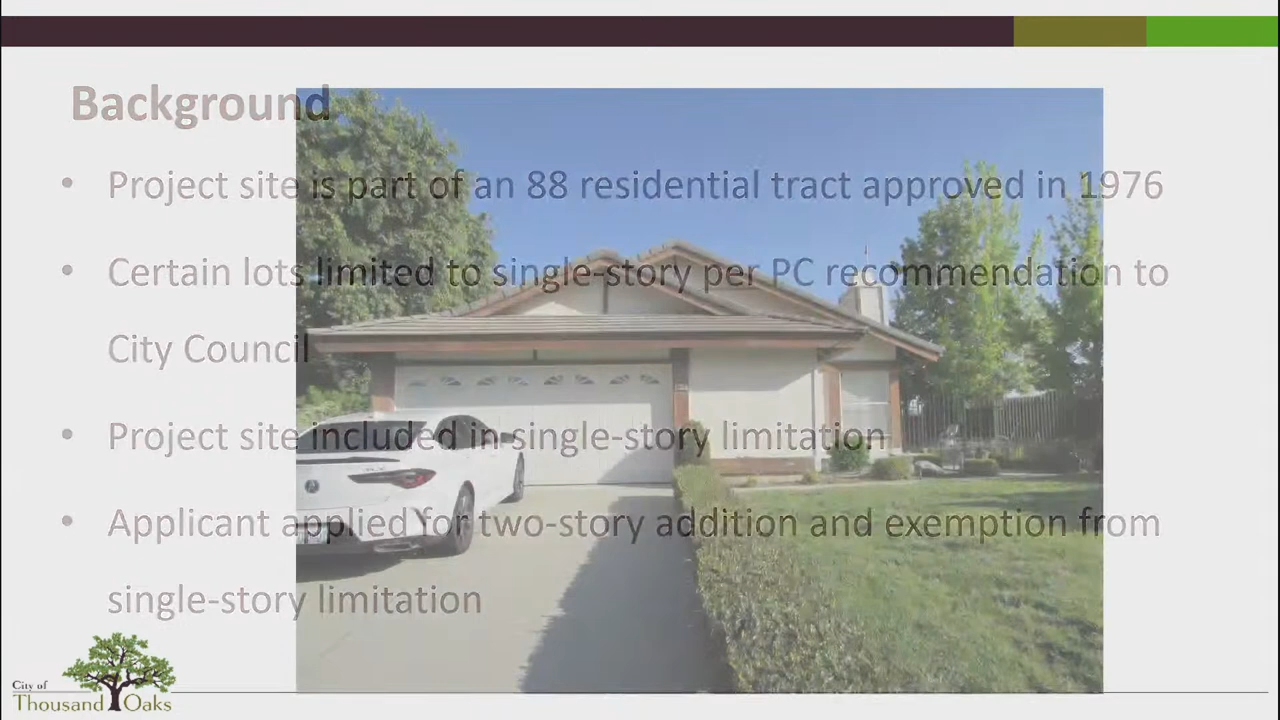 Background
• Project site is part of an 88 residential tract approved in 1976
• Certain lots limited to single-story per PC recommendation to
City Council
• Project site included in single-story limitation
• Applicant applied for two-story addition and exemption from
single-story limitation
City of
Thousand Oaks